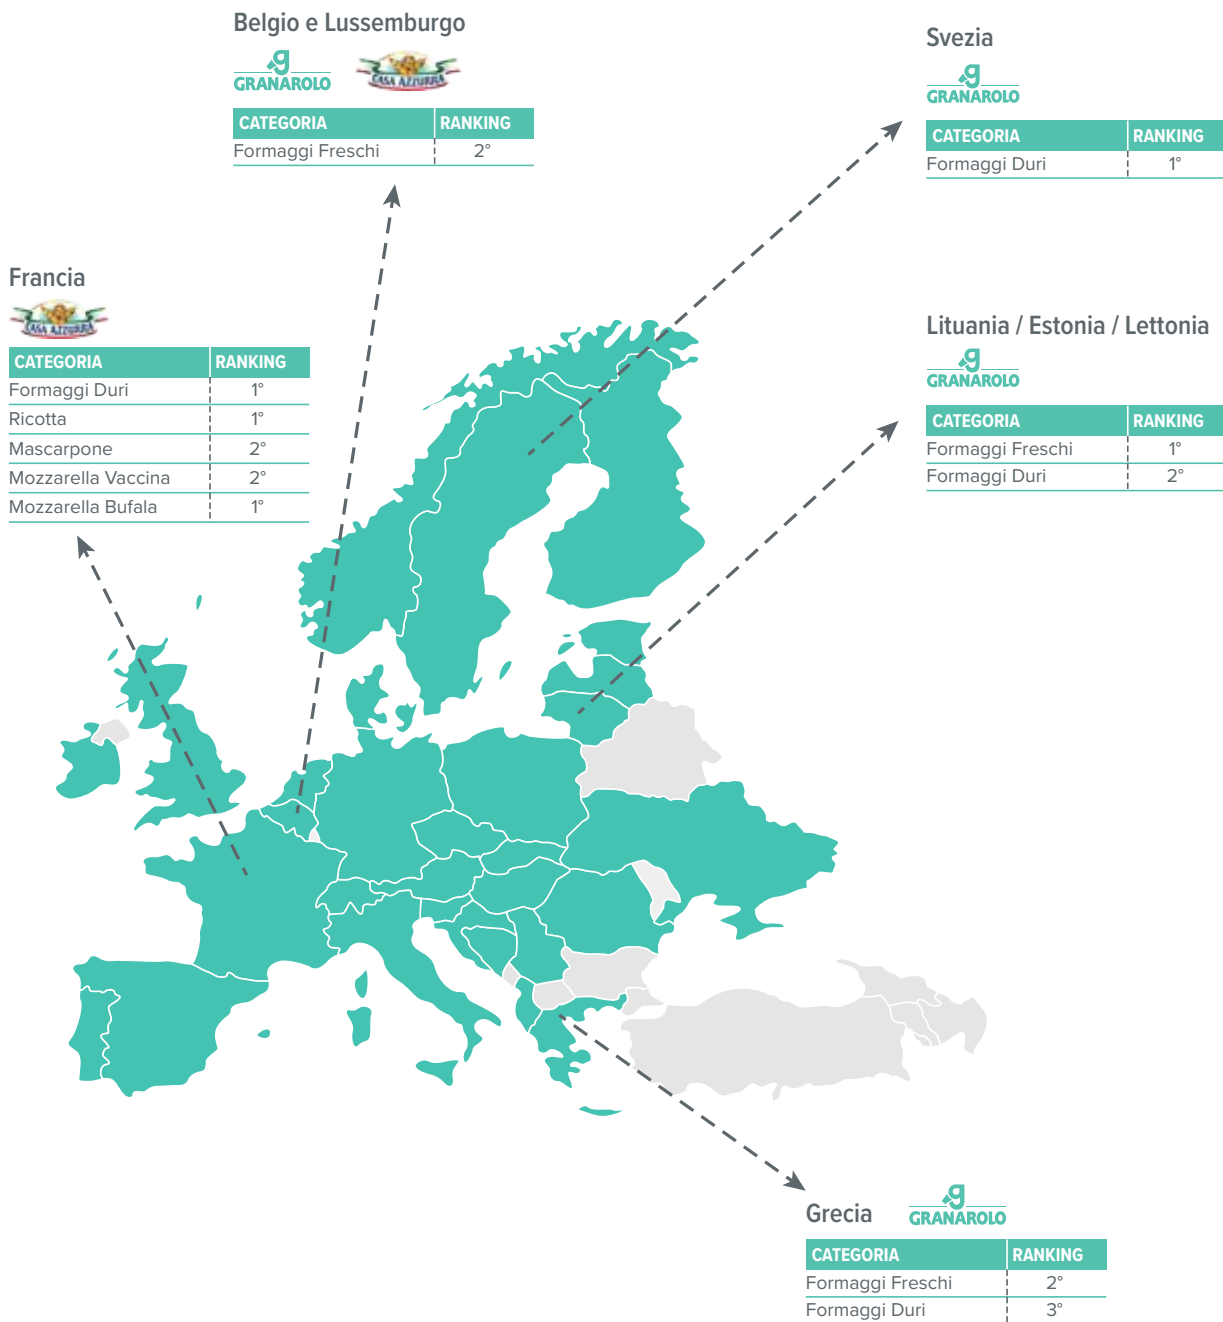 Belgio e Lussemburgo
GRANAROLO CASA AZZURRA
CATEGORIA RANKING
Formaggi Freschi 2°
Svezia
GRANAROLO
CATEGORIA RANKING
Formaggi Duri 1°
Francia
CASA AZZURRA
CATEGORIA RANKING
Formaggi Duri 1°
Ricotta 1°
Mascarpone 2°
Mozzarella Vaccina 2°
Mozzarella Bufala 1°
Lituania / Estonia / Lettonia
GRANAROLO
CATEGORIA RANKING
Formaggi Freschi 1°
Formaggi Duri 2°
Grecia GRANAROLO
CATEGORIA RANKING
Formaggi Freschi 2°
Formaggi Duri 3°